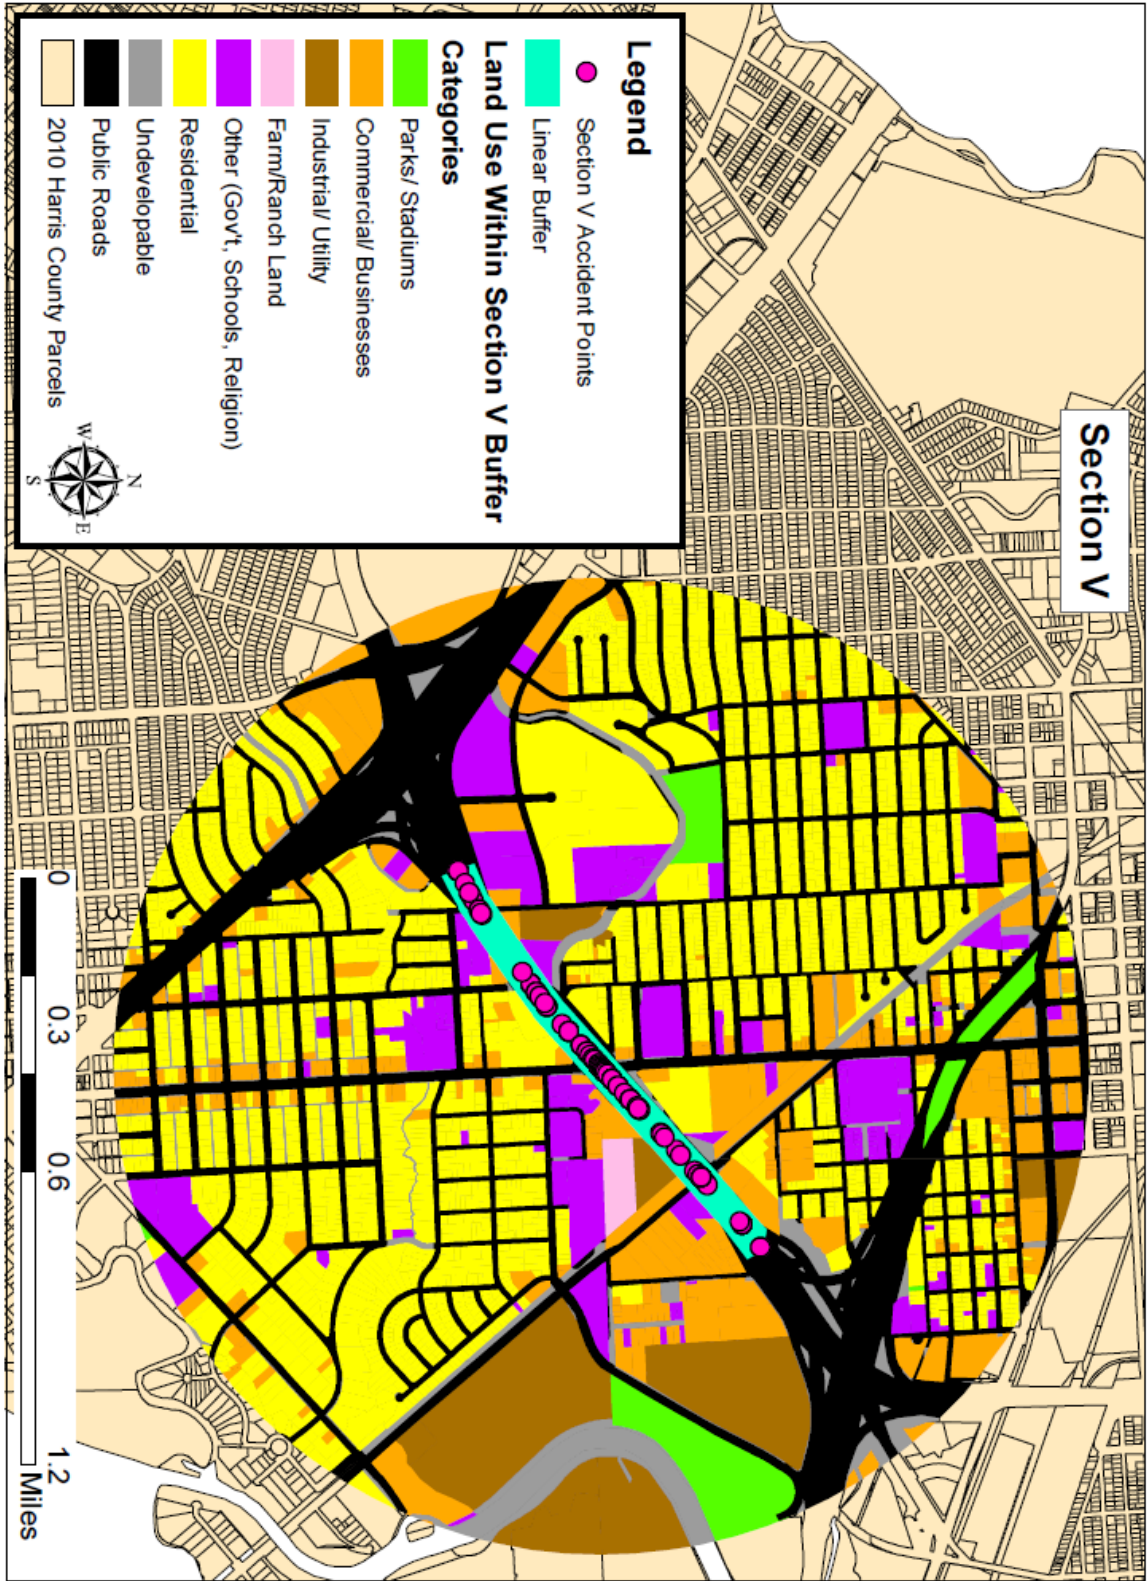 Section V
Legend
Section V Accident Points
Linear Buffer
Land Use Within Section V Buffer
Categories
Parks/ Stadiums
Commercial/ Businesses
Industrial/ Utility
Farm/Ranch Land
Other (Gov't, Schools, Religion)
Residential
Undevelopable
Public Roads
2010 Harris County Parcels
N
W
E
S
0 0.3 0.6 1.2
Miles